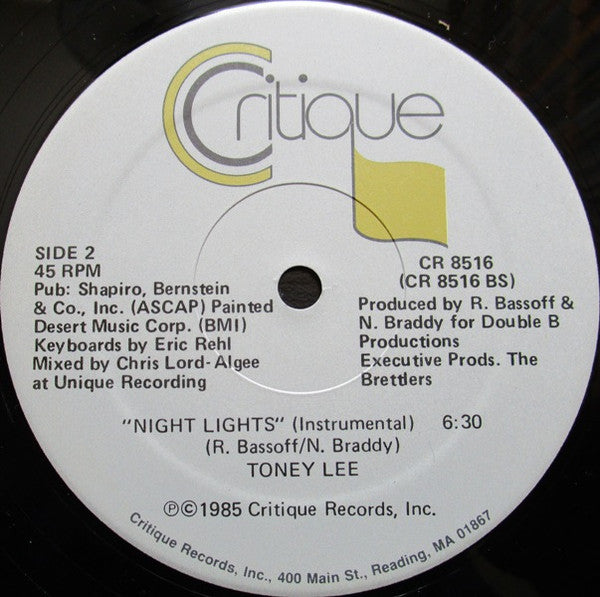 Critique
SIDE 2
45 RPM
Pub: Shapiro, Bernstein
& Co., Inc. (ASCAP) Painted
Desert Music Corp. (BMI)
Keyboards by Eric Rehl
Mixed by Chris Lord-Algee
at Unique Recording
CR 8516
(CR 8516 BS)
Produced by R. Bassoff &
N. Braddy for Double B
Productions
Executive Prods. The
Brettlers
"NIGHT LIGHTS" (Instrumental) 6:30
(R. Bassoff/N. Braddy)
TONEY LEE
℗©1985 Critique Records, Inc.
Critique Records, Inc., 400 Main St., Reading, MA 01867